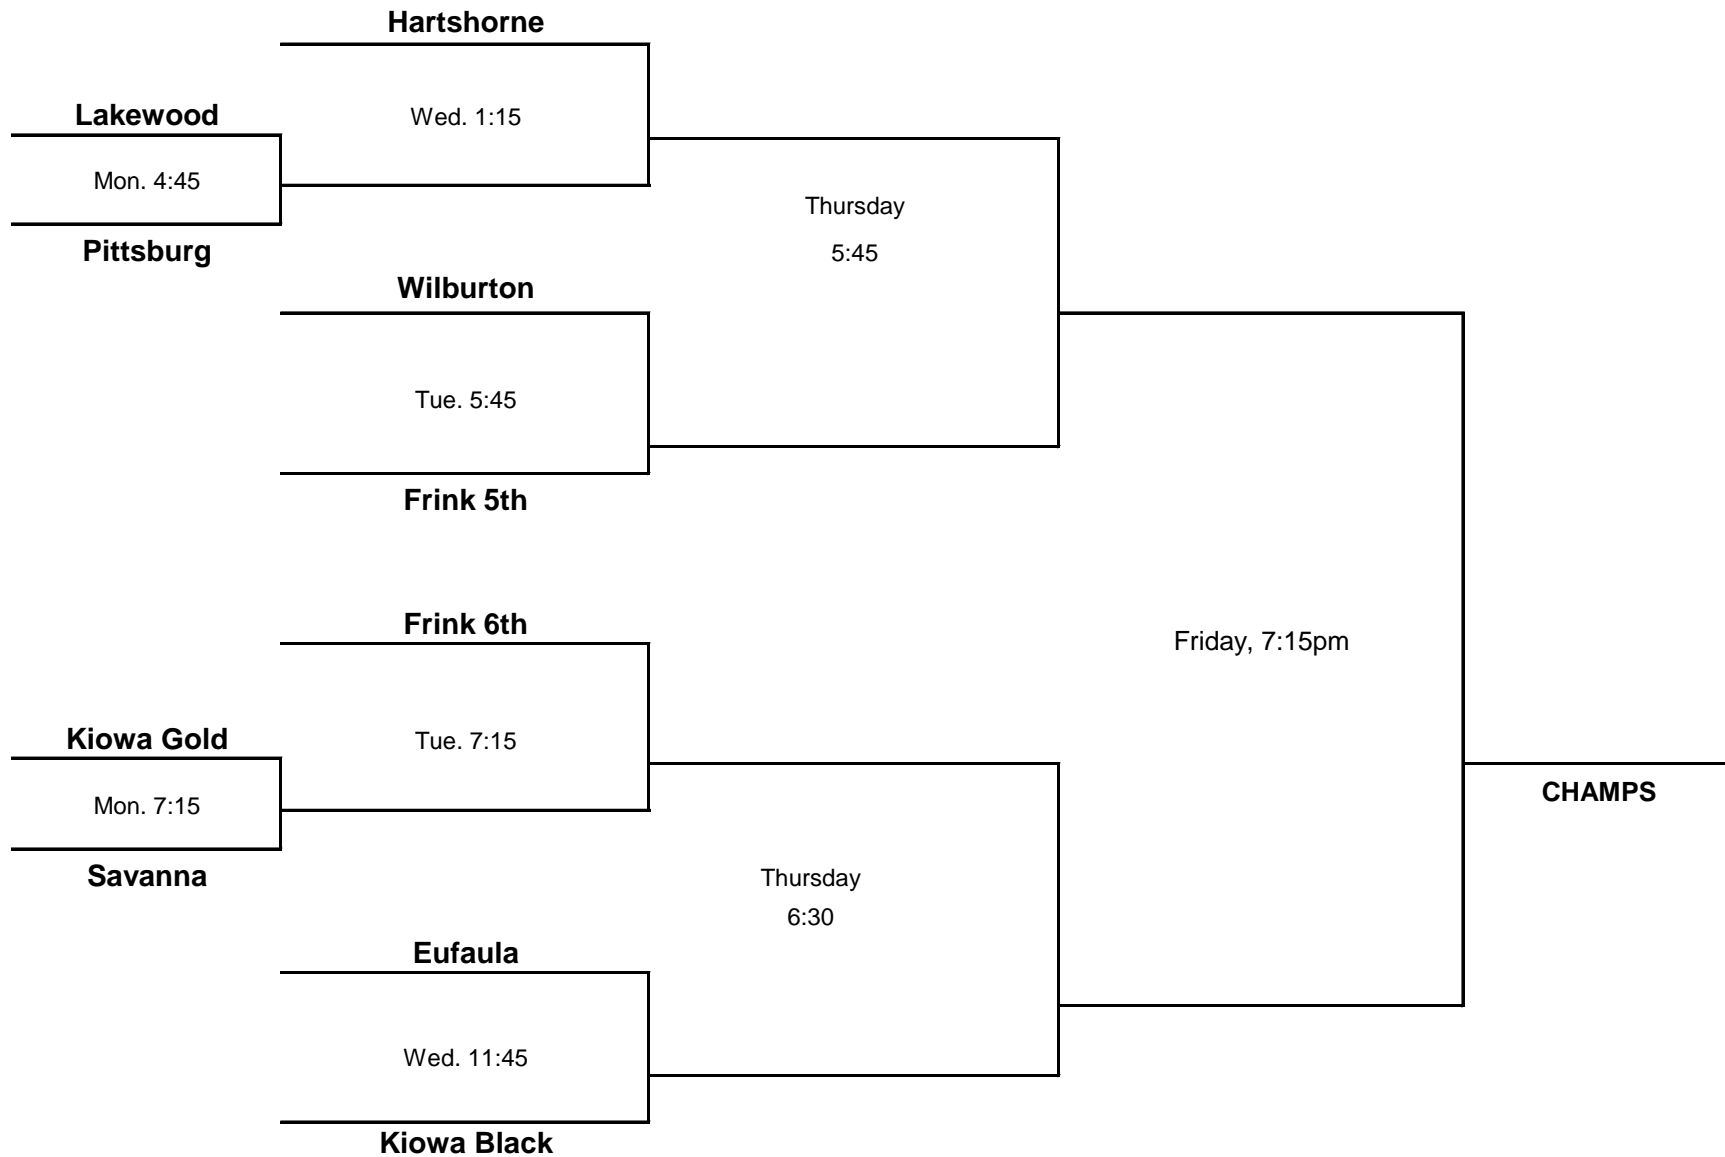 Hartshorne
Lakewood
Wed. 1:15
Mon. 4:45
Thursday
Pittsburg
5:45
Wilburton
Tue. 5:45
Frink 5th
Frink 6th
Friday, 7:15pm
Kiowa Gold
Tue. 7:15
CHAMPS
Mon. 7:15
Savanna
Thursday
6:30
Eufaula
Wed. 11:45
Kiowa Black